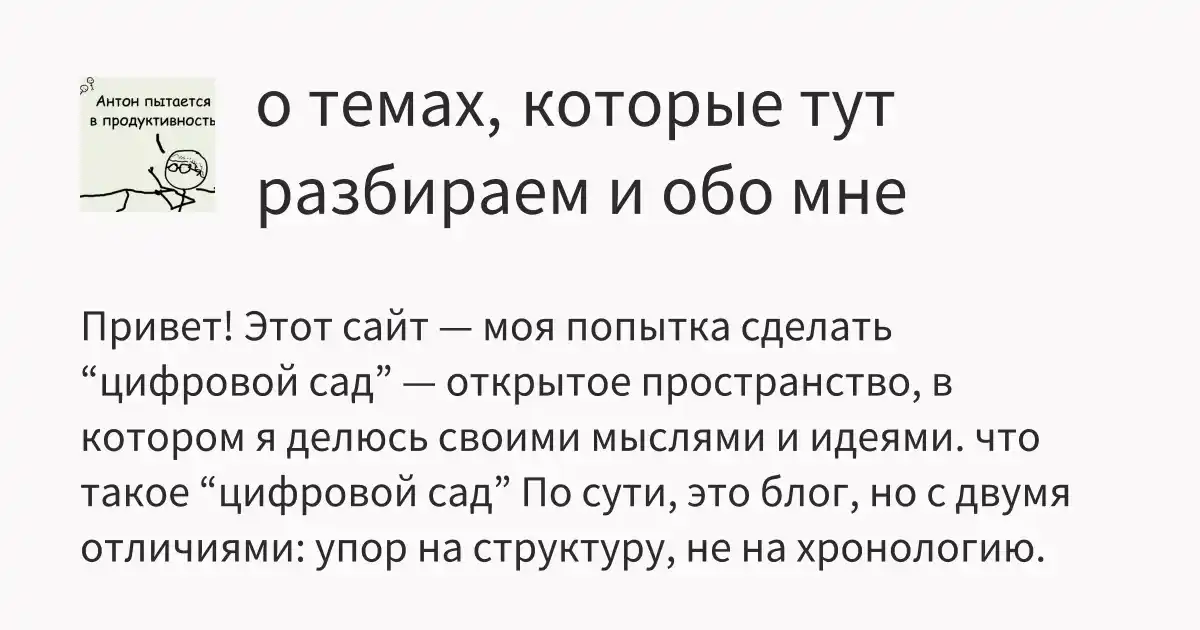 Антон пытается
в продуктивность
о темах, которые тут
разбираем и обо мне
Привет! Этот сайт — моя попытка сделать
“цифровой сад” — открытое пространство, в
котором я делюсь своими мыслями и идеями. что
такое “цифровой сад” По сути, это блог, но с двумя
отличиями: упор на структуру, не на хронологию.